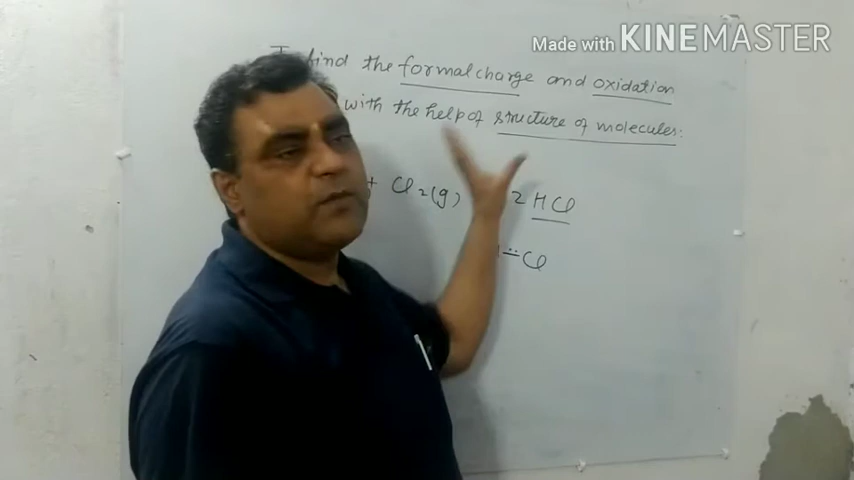 Made with KINEMASTER
find the formal charge and oxidation
with the help of structure of molecules:
+ Cl2(g) 2HCl
Cl